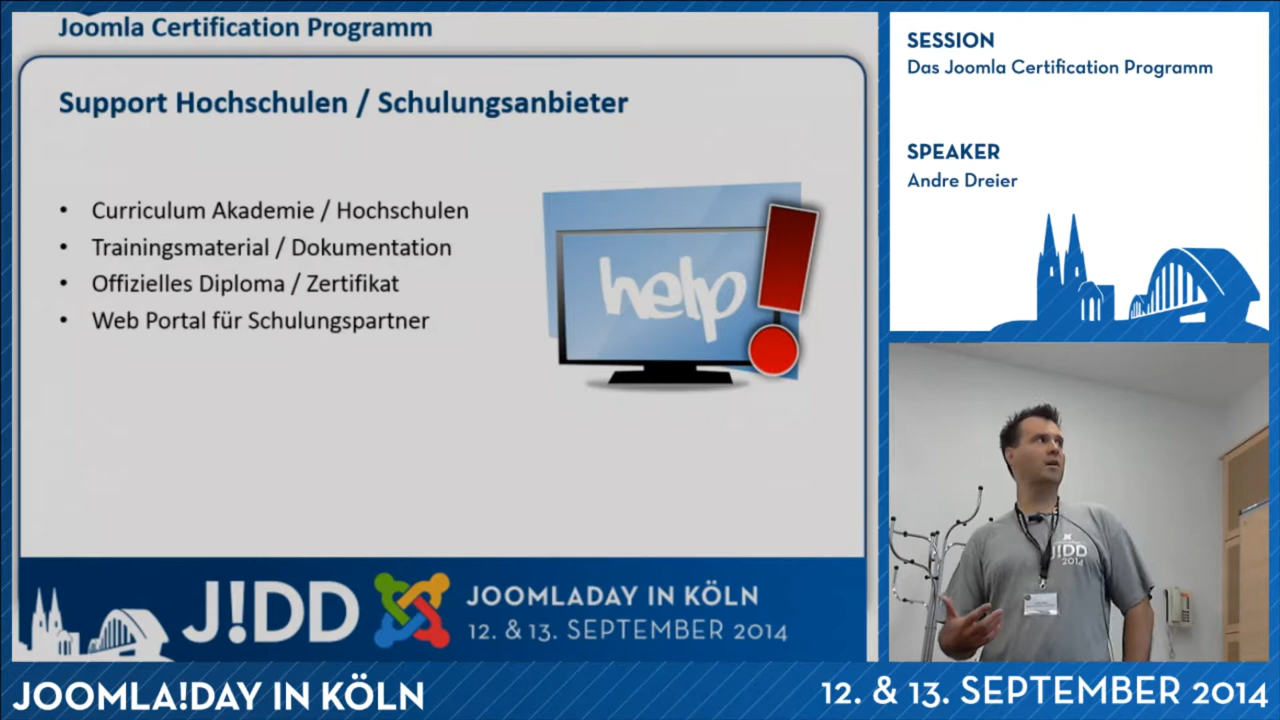 Joomla Certification Programm
Support Hochschulen / Schulungsanbieter
• Curriculum Akademie / Hochschulen
• Trainingsmaterial / Dokumentation
• Offizielles Diploma / Zertifikat
• Web Portal für Schulungspartner
help!
J!DD
JOOMLADAY IN KÖLN
12. & 13. SEPTEMBER 2014
SESSION
Das Joomla Certification Programm
SPEAKER
Andre Dreier
J!DD
2014
JOOMLA!DAY IN KÖLN
12. & 13. SEPTEMBER 2014